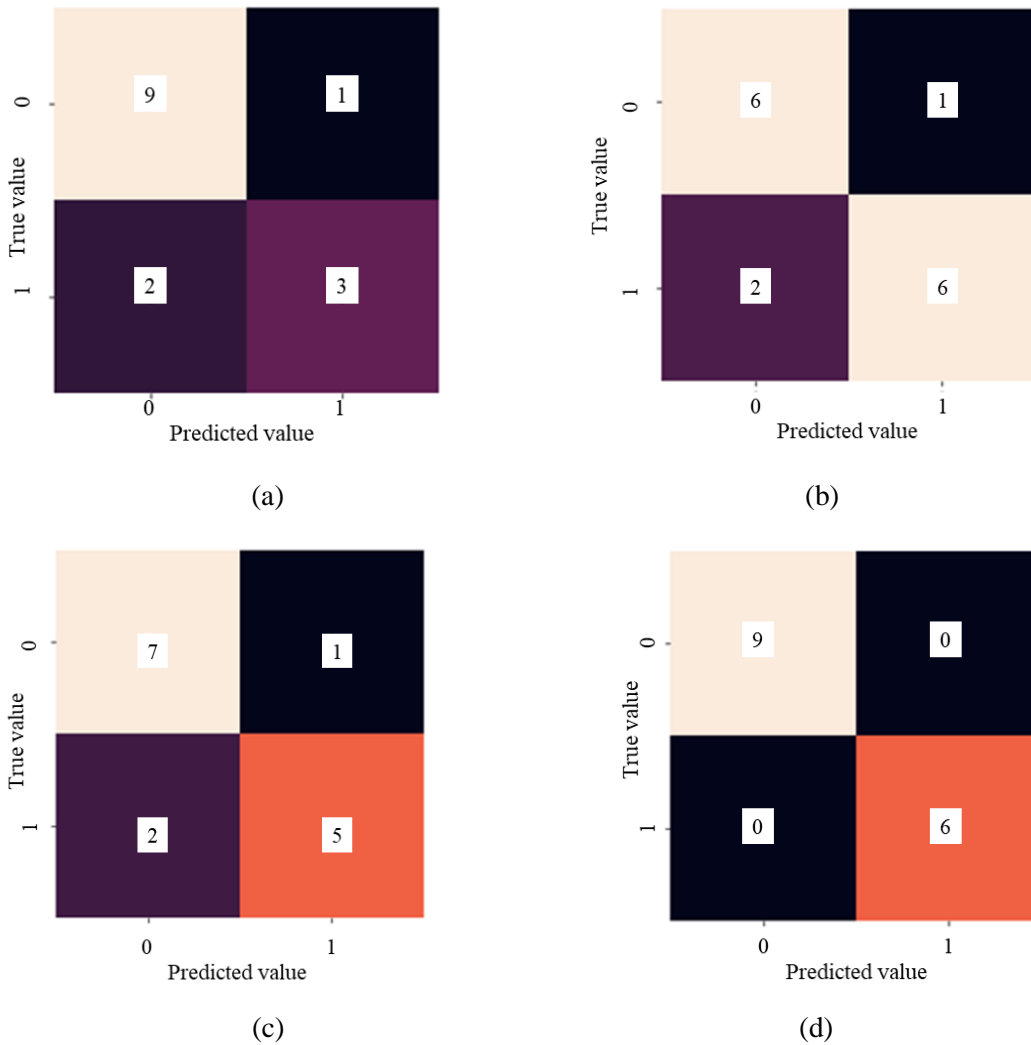 9 1
0
True value
2 3
1
0 1
Predicted value
(a)
6 1
0
True value
2 6
1
0 1
Predicted value
(b)
7 1
0
True value
2 5
1
0 1
Predicted value
(c)
9 0
0
True value
0 6
1
0 1
Predicted value
(d)